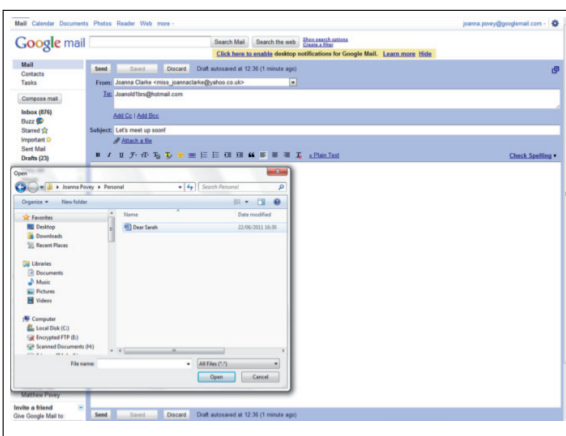 Mail Calendar Documents Photos Reader Web more - joanna.povey@googlemail.com -
Google mail Search Mail Search the web Show search options
Create a filter
Click here to enable desktop notifications for Google Mail. Learn more Hide
Mail
Contacts
Tasks
Compose mail
Inbox (876)
Buzz
Starred
Important
Sent Mail
Drafts (23)
Send Saved Discard Draft autosaved at 12:36 (1 minute ago)
From: Joanna Clarke <miss_joannaclarke@yahoo.co.uk>
To:
Add Cc | Add Bcc
Subject: Let's meet up soon!
Attach a file
« Plain Text Check Spelling
Open
Joanna Povey Personal Search Personal
Organize New folder
Favorites
Desktop
Downloads
Recent Places
Libraries
Documents
Music
Pictures
Videos
Computer
Local Disk (C:)
Encrypted FTP (E:)
Scanned Documents (H:)
Name Date modified
Dear Sarah 22/06/2011 16:30
File name: All Files (*.*)
Open Cancel
Matthew Povey
Invite a friend
Give Google Mail to:
Send Saved Discard Draft autosaved at 12:36 (1 minute ago)